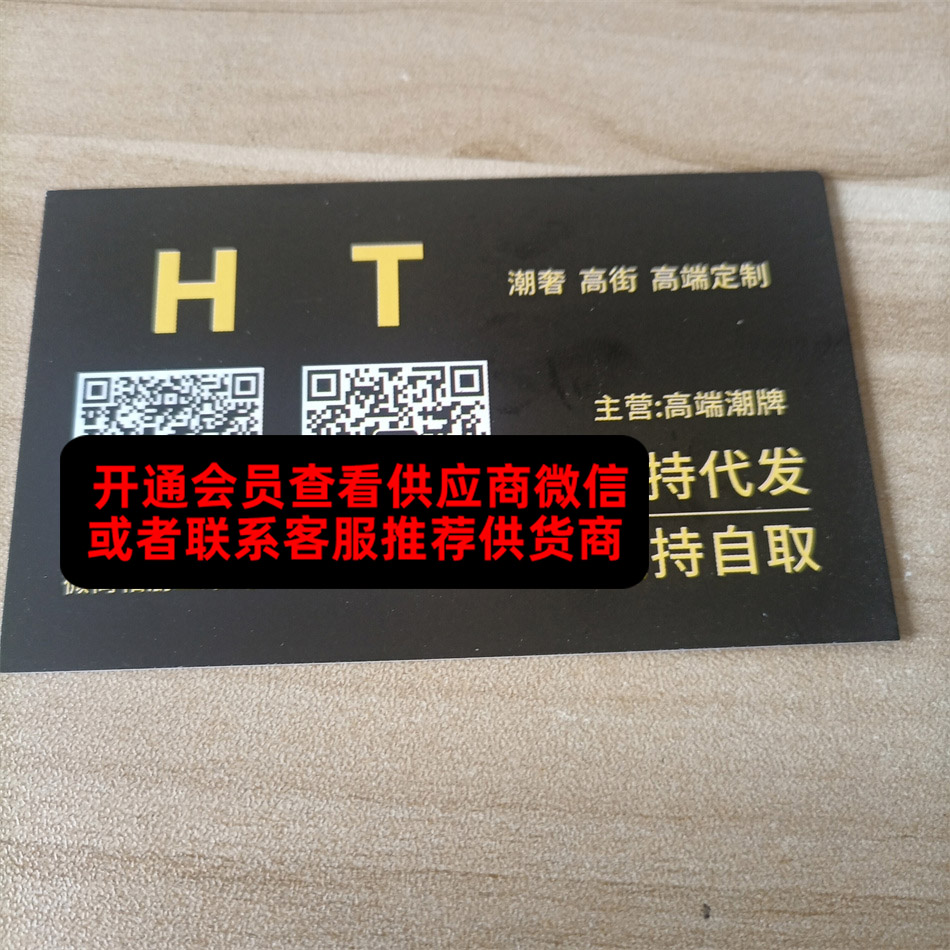 H T
潮奢 高街 高端定制
主营:高端潮牌
持代发
持自取
开通会员查看供应商微信
或者联系客服推荐供货商